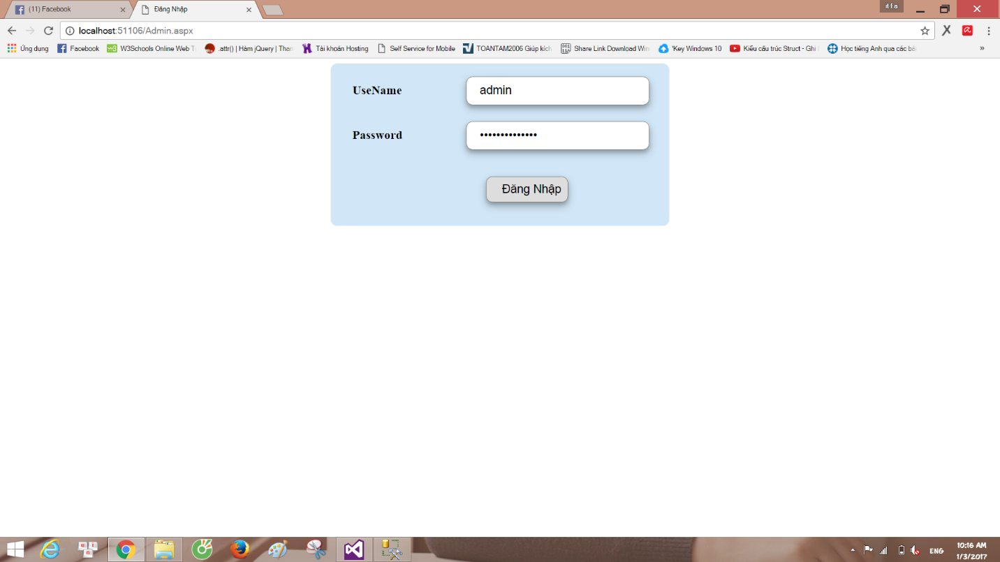 (11) Facebook
Đăng Nhập
it f.a
localhost:51106/Admin.aspx
Ứng dụng
Facebook
W3Schools Online Web T
.attr() | Hàm jQuery | Than
Tài khoản Hosting
Self Service for Mobile
TOANTAM2006 Giúp kích
Share Link Download Win
'Key Windows 10
Kiểu cấu trúc Struct - Ghi
Học tiếng Anh qua các bài
»
UseName
admin
Password
••••••••••••••
Đăng Nhập
ENG
10:16 AM
1/3/2017